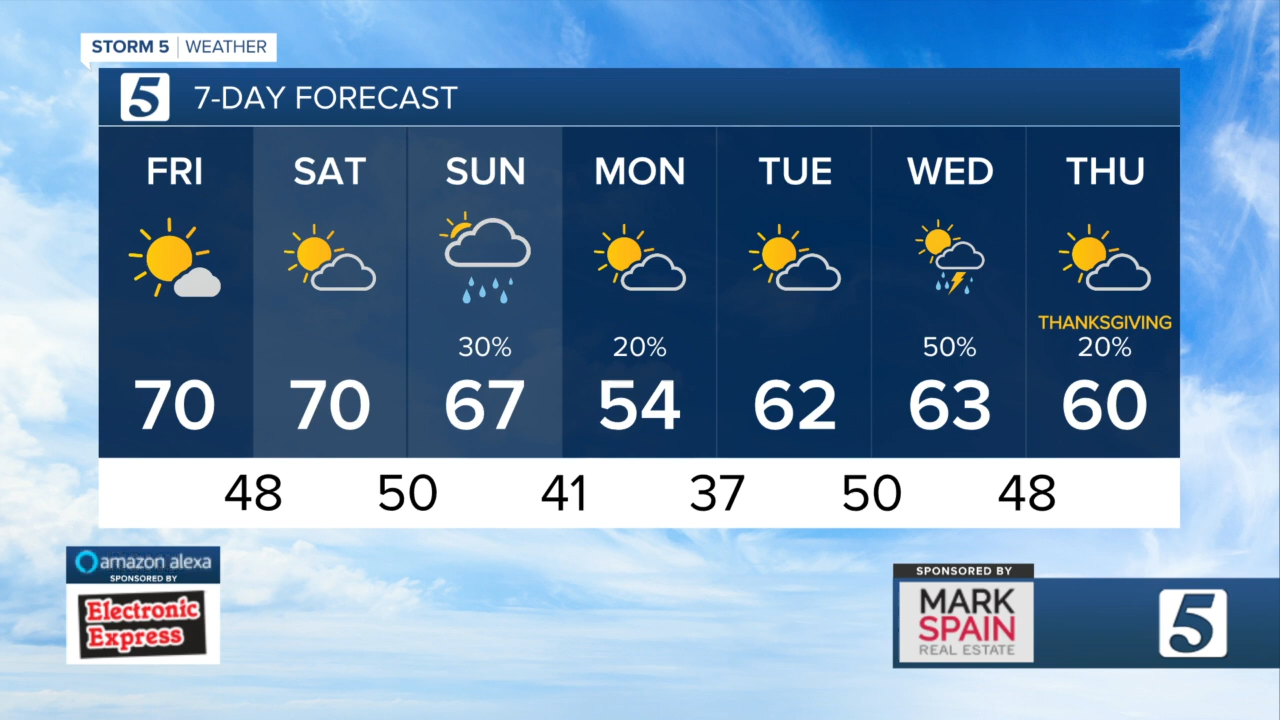 STORM 5 | WEATHER
5 7-DAY FORECAST
FRI SAT SUN MON TUE WED THU
THANKSGIVING
30% 20% 50% 20%
70 70 67 54 62 63 60
48 50 41 37 50 48
amazon alexa
SPONSORED BY
Electronic
Express
SPONSORED BY
MARK
SPAIN
REAL ESTATE
5